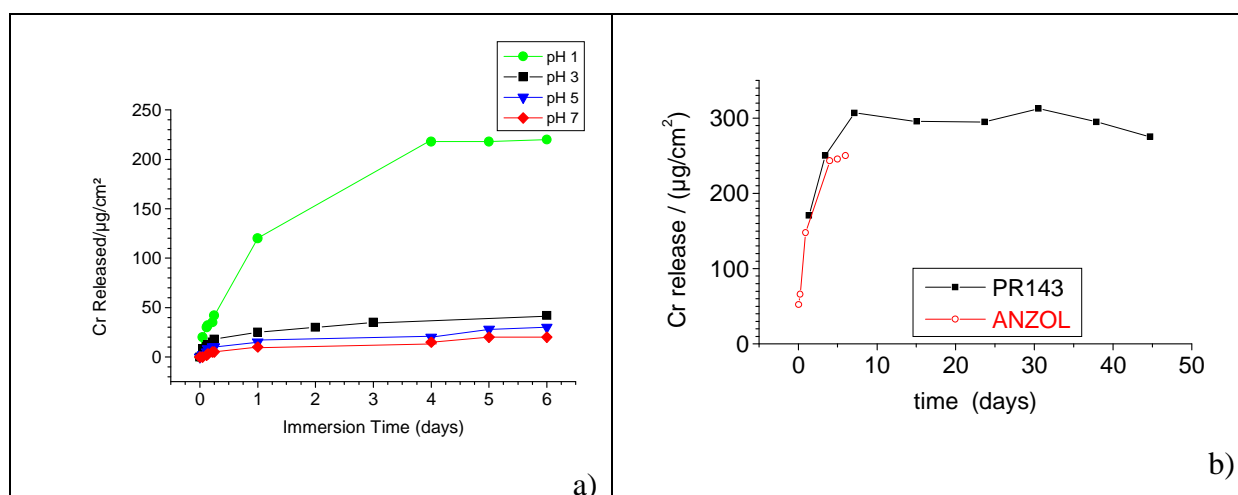 pH 1
pH 3
pH 5
pH 7
250
200
150
100
50
0
Cr Released/µg/cm²
0 1 2 3 4 5 6
Immersion Time (days)
a)
300
200
100
0
Cr release / (µg/cm²)
PR143
ANZOL
0 10 20 30 40 50
time (days)
b)